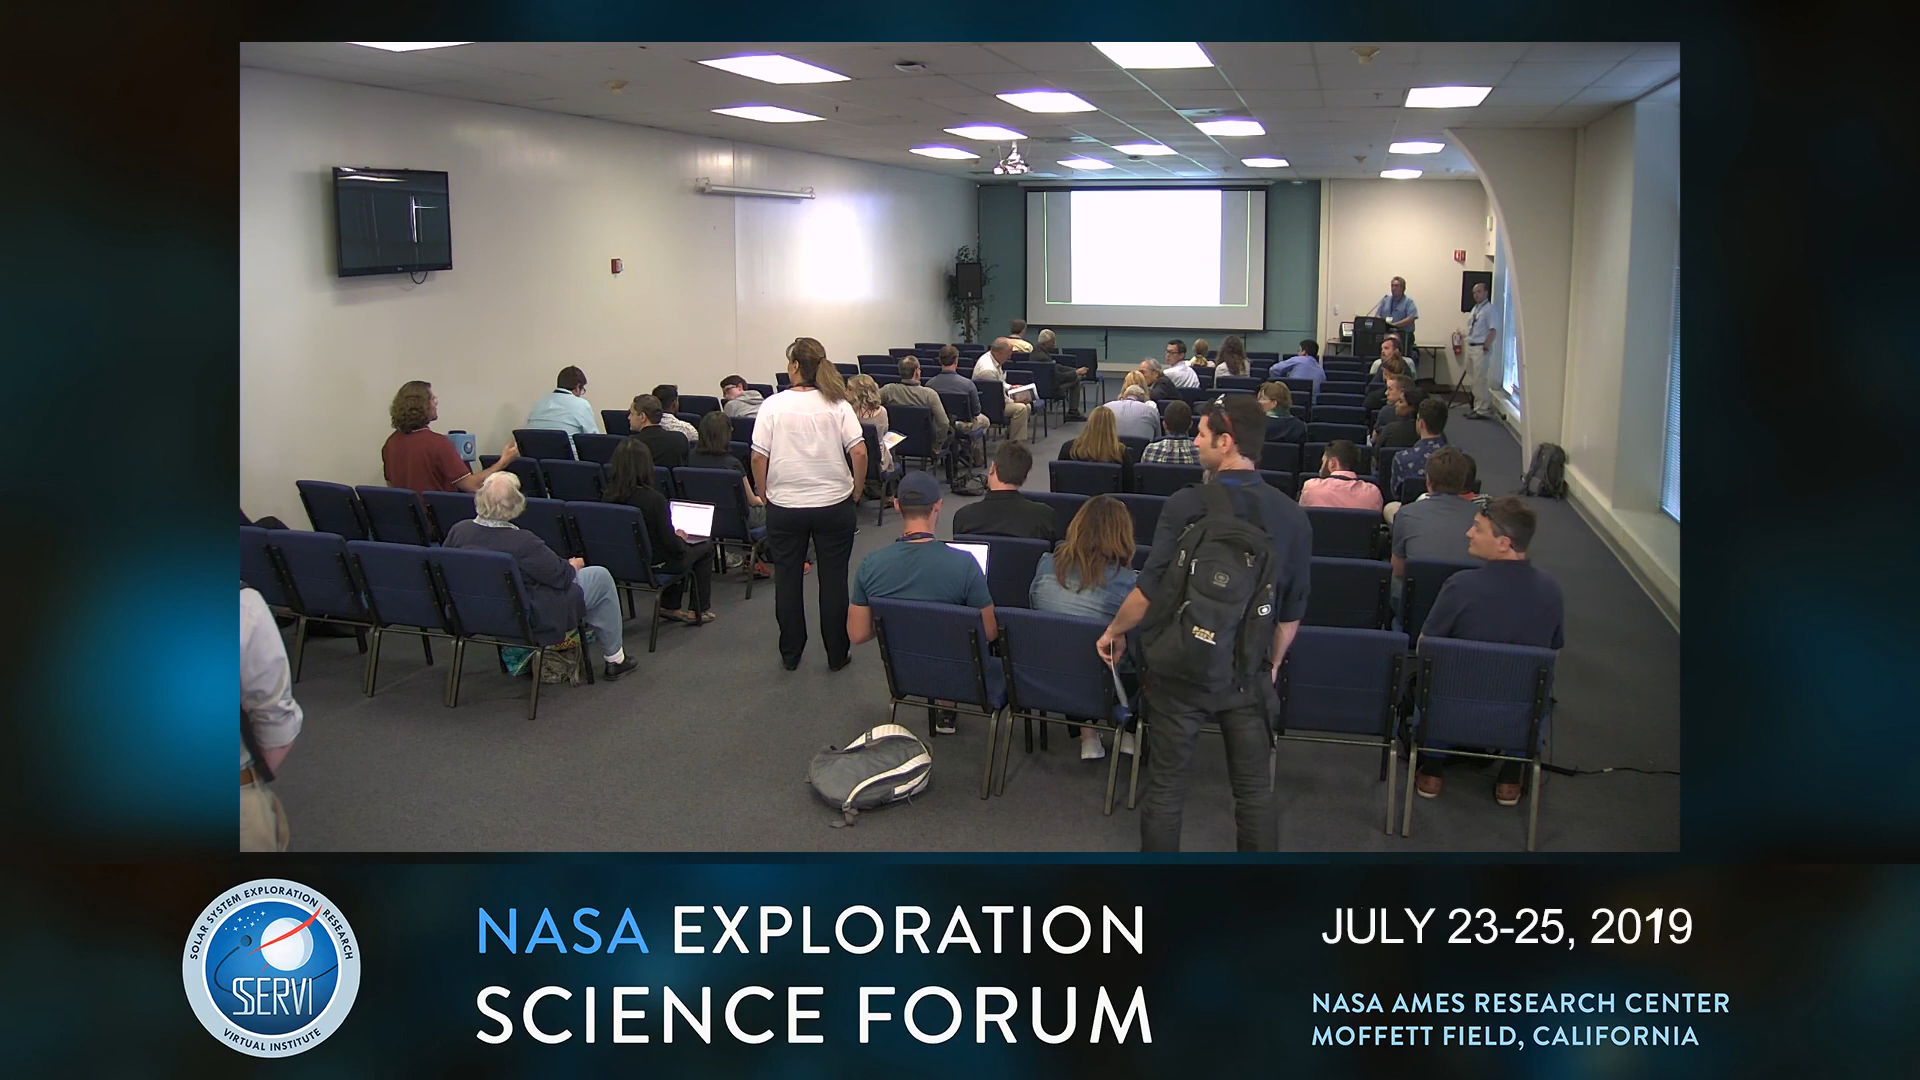 SOLAR SYSTEM EXPLORATION RESEARCH
SSERVI
VIRTUAL INSTITUTE
NASA EXPLORATION
SCIENCE FORUM
JULY 23-25, 2019
NASA AMES RESEARCH CENTER
MOFFETT FIELD, CALIFORNIA